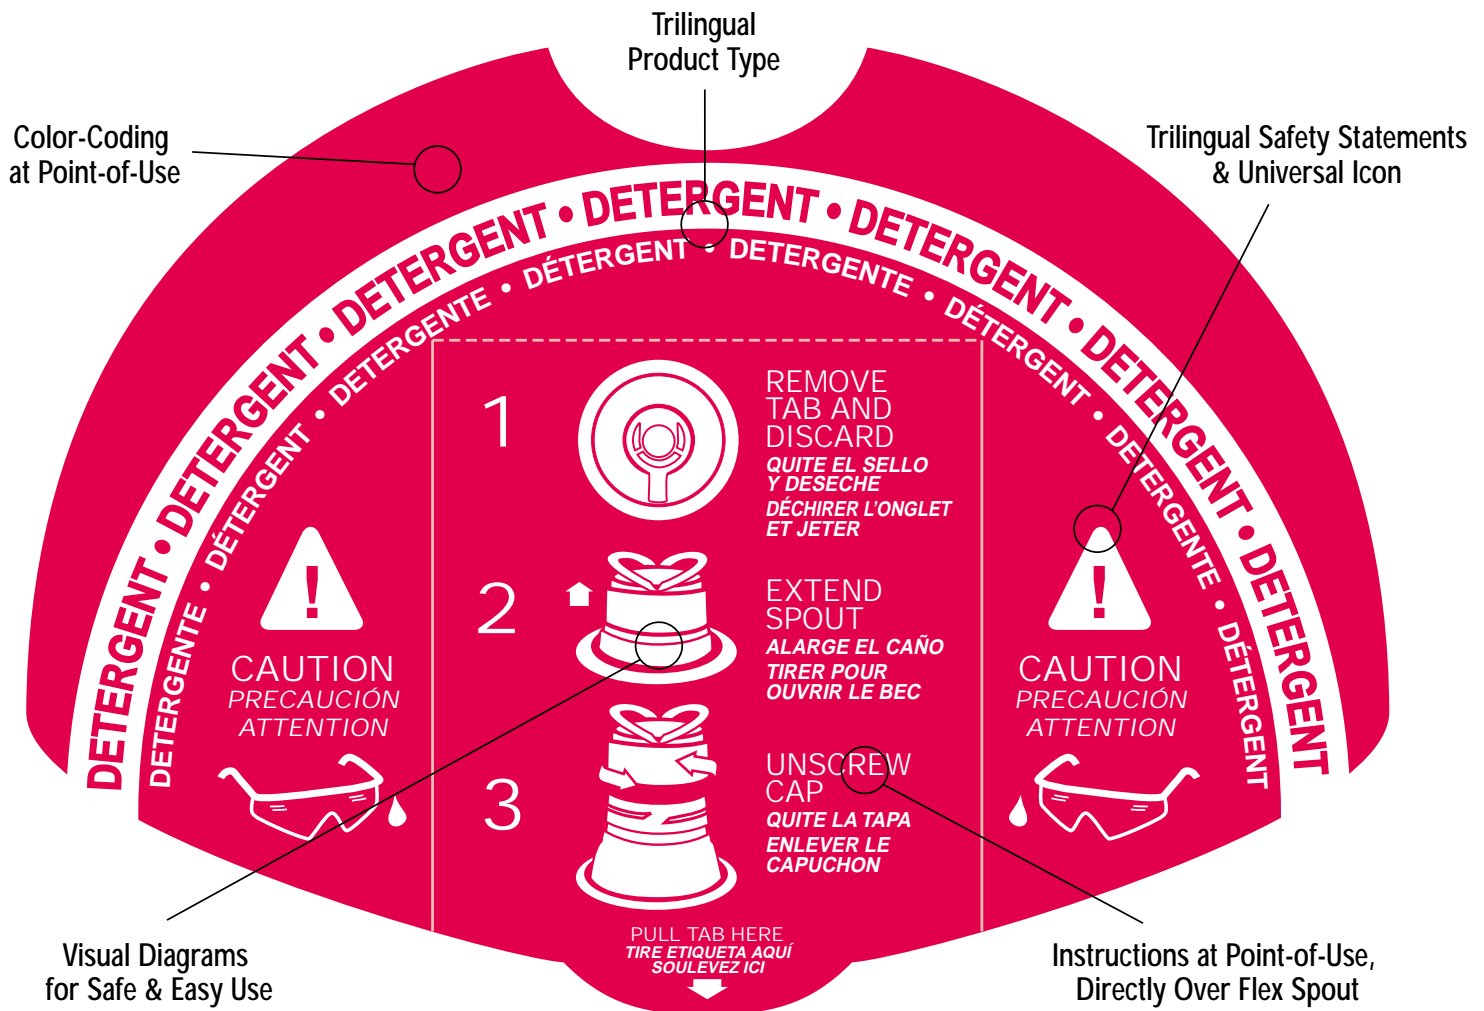 Trilingual
Product Type
Color-Coding
at Point-of-Use
Trilingual Safety Statements
& Universal Icon
DETERGENT • DETERGENT • DETERGENT • DETERGENT • DETERGENT • DETERGENT • DETERGENT
DETERGENTE • DÉTERGENT • DETERGENTE • DÉTERGENT • DETERGENTE • DÉTERGENT • DETERGENTE • DÉTERGENT
1
REMOVE
TAB AND
DISCARD
QUITE EL SELLO
Y DESECHE
DÉCHIRER L'ONGLET
ET JETER
2
EXTEND
SPOUT
ALARGE EL CAÑO
TIRER POUR
OUVRIR LE BEC
3
UNSCREW
CAP
QUITE LA TAPA
ENLEVER LE
CAPUCHON
!
CAUTION
PRECAUCIÓN
ATTENTION
!
CAUTION
PRECAUCIÓN
ATTENTION
PULL TAB HERE
TIRE ETIQUETA AQUÍ
SOULEVEZ ICI
Visual Diagrams
for Safe & Easy Use
Instructions at Point-of-Use,
Directly Over Flex Spout